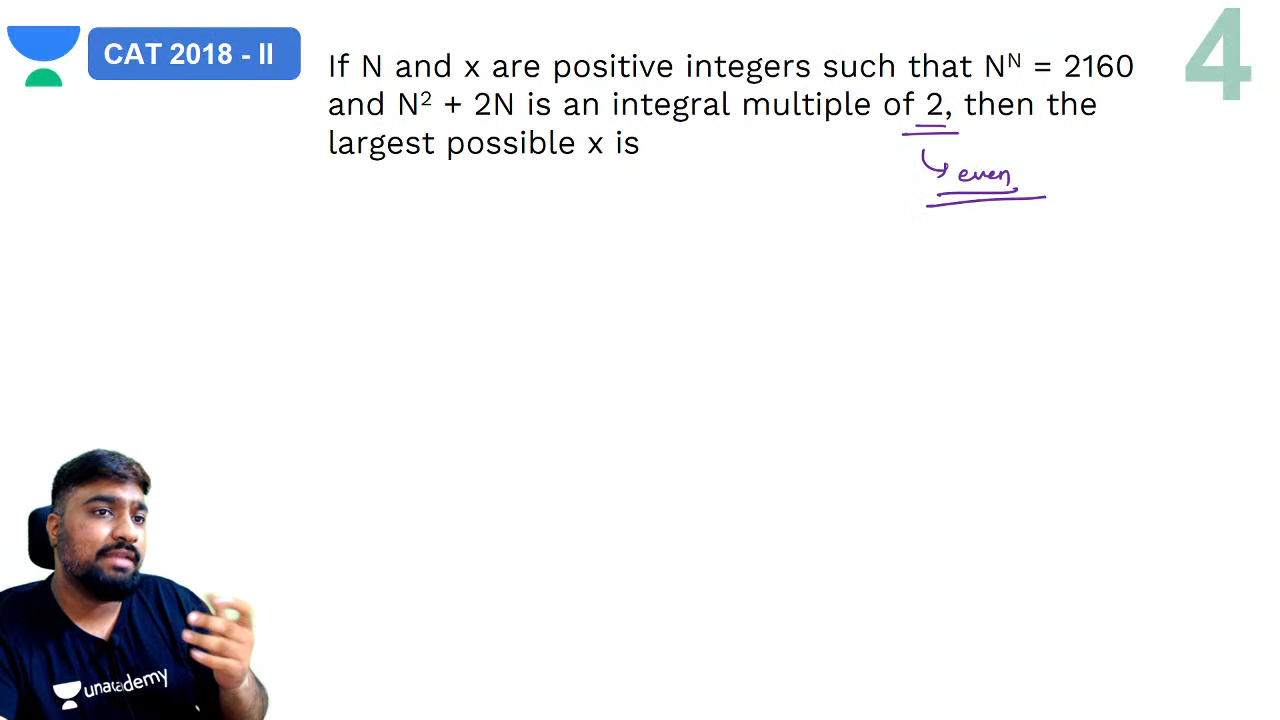 CAT 2018 - II
4
If N and x are positive integers such that Nᴺ = 2160
and N² + 2N is an integral multiple of 2, then the
largest possible x is
even
unacademy